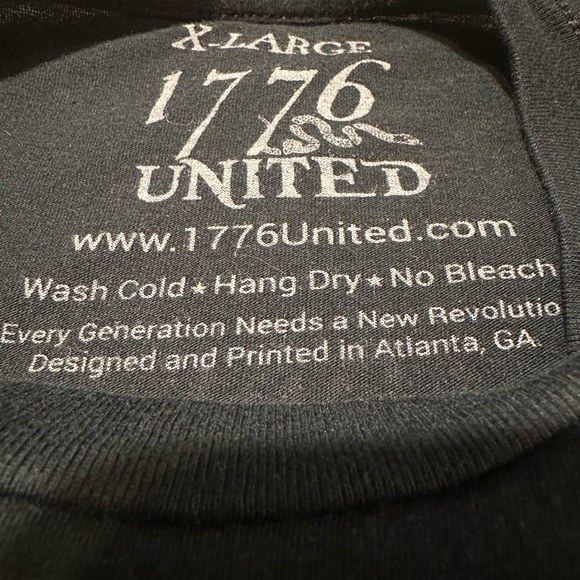 X-LARGE
1776
UNITED
www.1776United.com
Wash Cold★Hang Dry★No Bleach
Every Generation Needs a New Revolutio
Designed and Printed in Atlanta, GA.